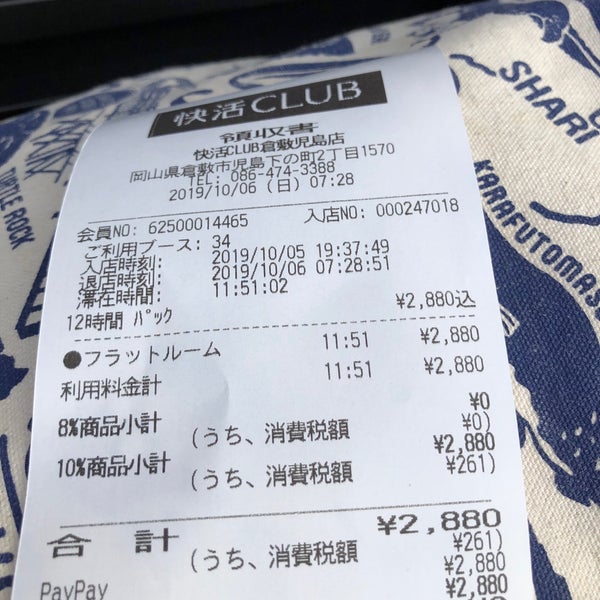 快活CLUB
領収書
快活CLUB倉敷児島店
岡山県倉敷市児島下の町2丁目1570
TEL: 086-474-3388
2019/10/06 (日) 07:28
会員NO: 62500014465 入店NO: 000247018
ご利用ブース: 34
入店時刻: 2019/10/05 19:37:49
退店時刻: 2019/10/06 07:28:51
滞在時間: 11:51:02
12時間 パック ¥2,880込
●フラットルーム 11:51 ¥2,880
利用料金計 11:51 ¥2,880
8%商品小計 ¥0
(うち、消費税額 ¥0)
10%商品小計 ¥2,880
(うち、消費税額 ¥261)
合 計 ¥2,880
(うち、消費税額 ¥261)
¥2,880
PayPay ¥2,880
SHARI
KARAFUTOMAS
TURTLE ROCK